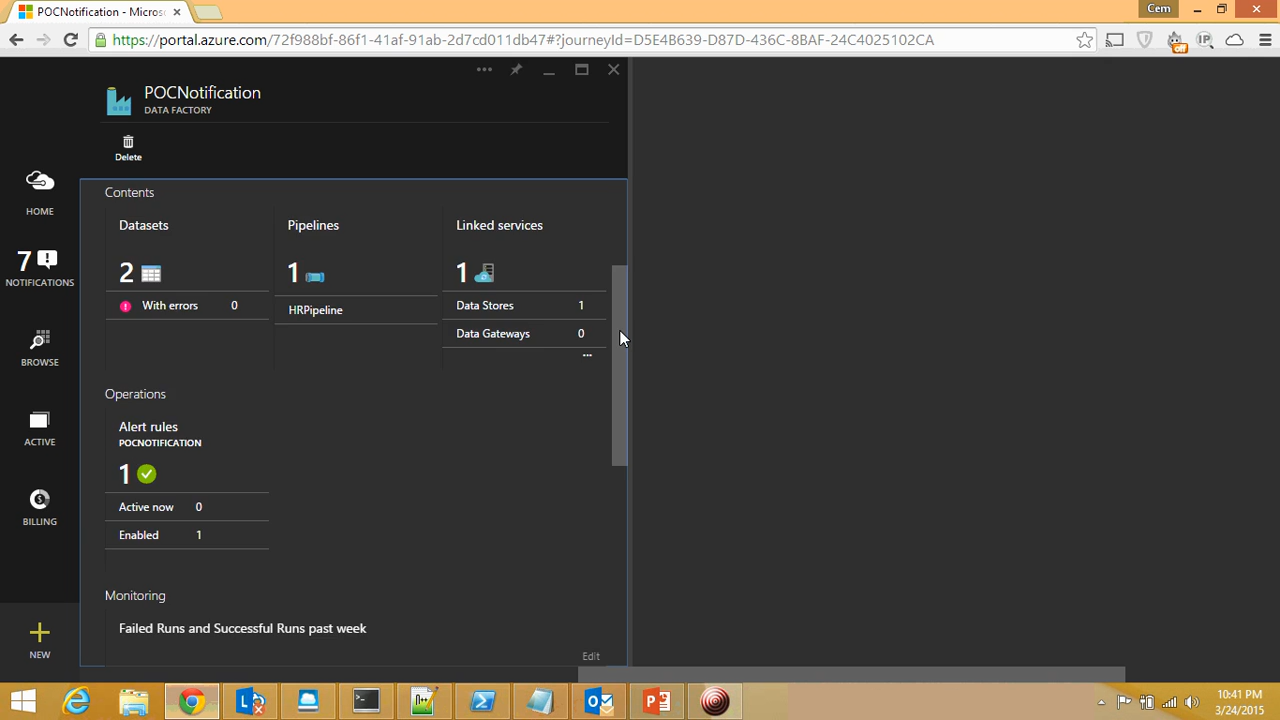 POCNotification - Microso
Cem
https://portal.azure.com/72f988bf-86f1-41af-91ab-2d7cd011db47#?journeyId=D5E4B639-D87D-436C-8BAF-24C4025102CA
off
IP
POCNotification
DATA FACTORY
Delete
HOME
7
NOTIFICATIONS
BROWSE
ACTIVE
BILLING
NEW
Contents
Datasets
2
With errors 0
Pipelines
1
HRPipeline
Linked services
1
Data Stores 1
Data Gateways 0
...
Operations
Alert rules
POCNOTIFICATION
1
Active now 0
Enabled 1
Monitoring
Failed Runs and Successful Runs past week
Edit
10:41 PM
3/24/2015